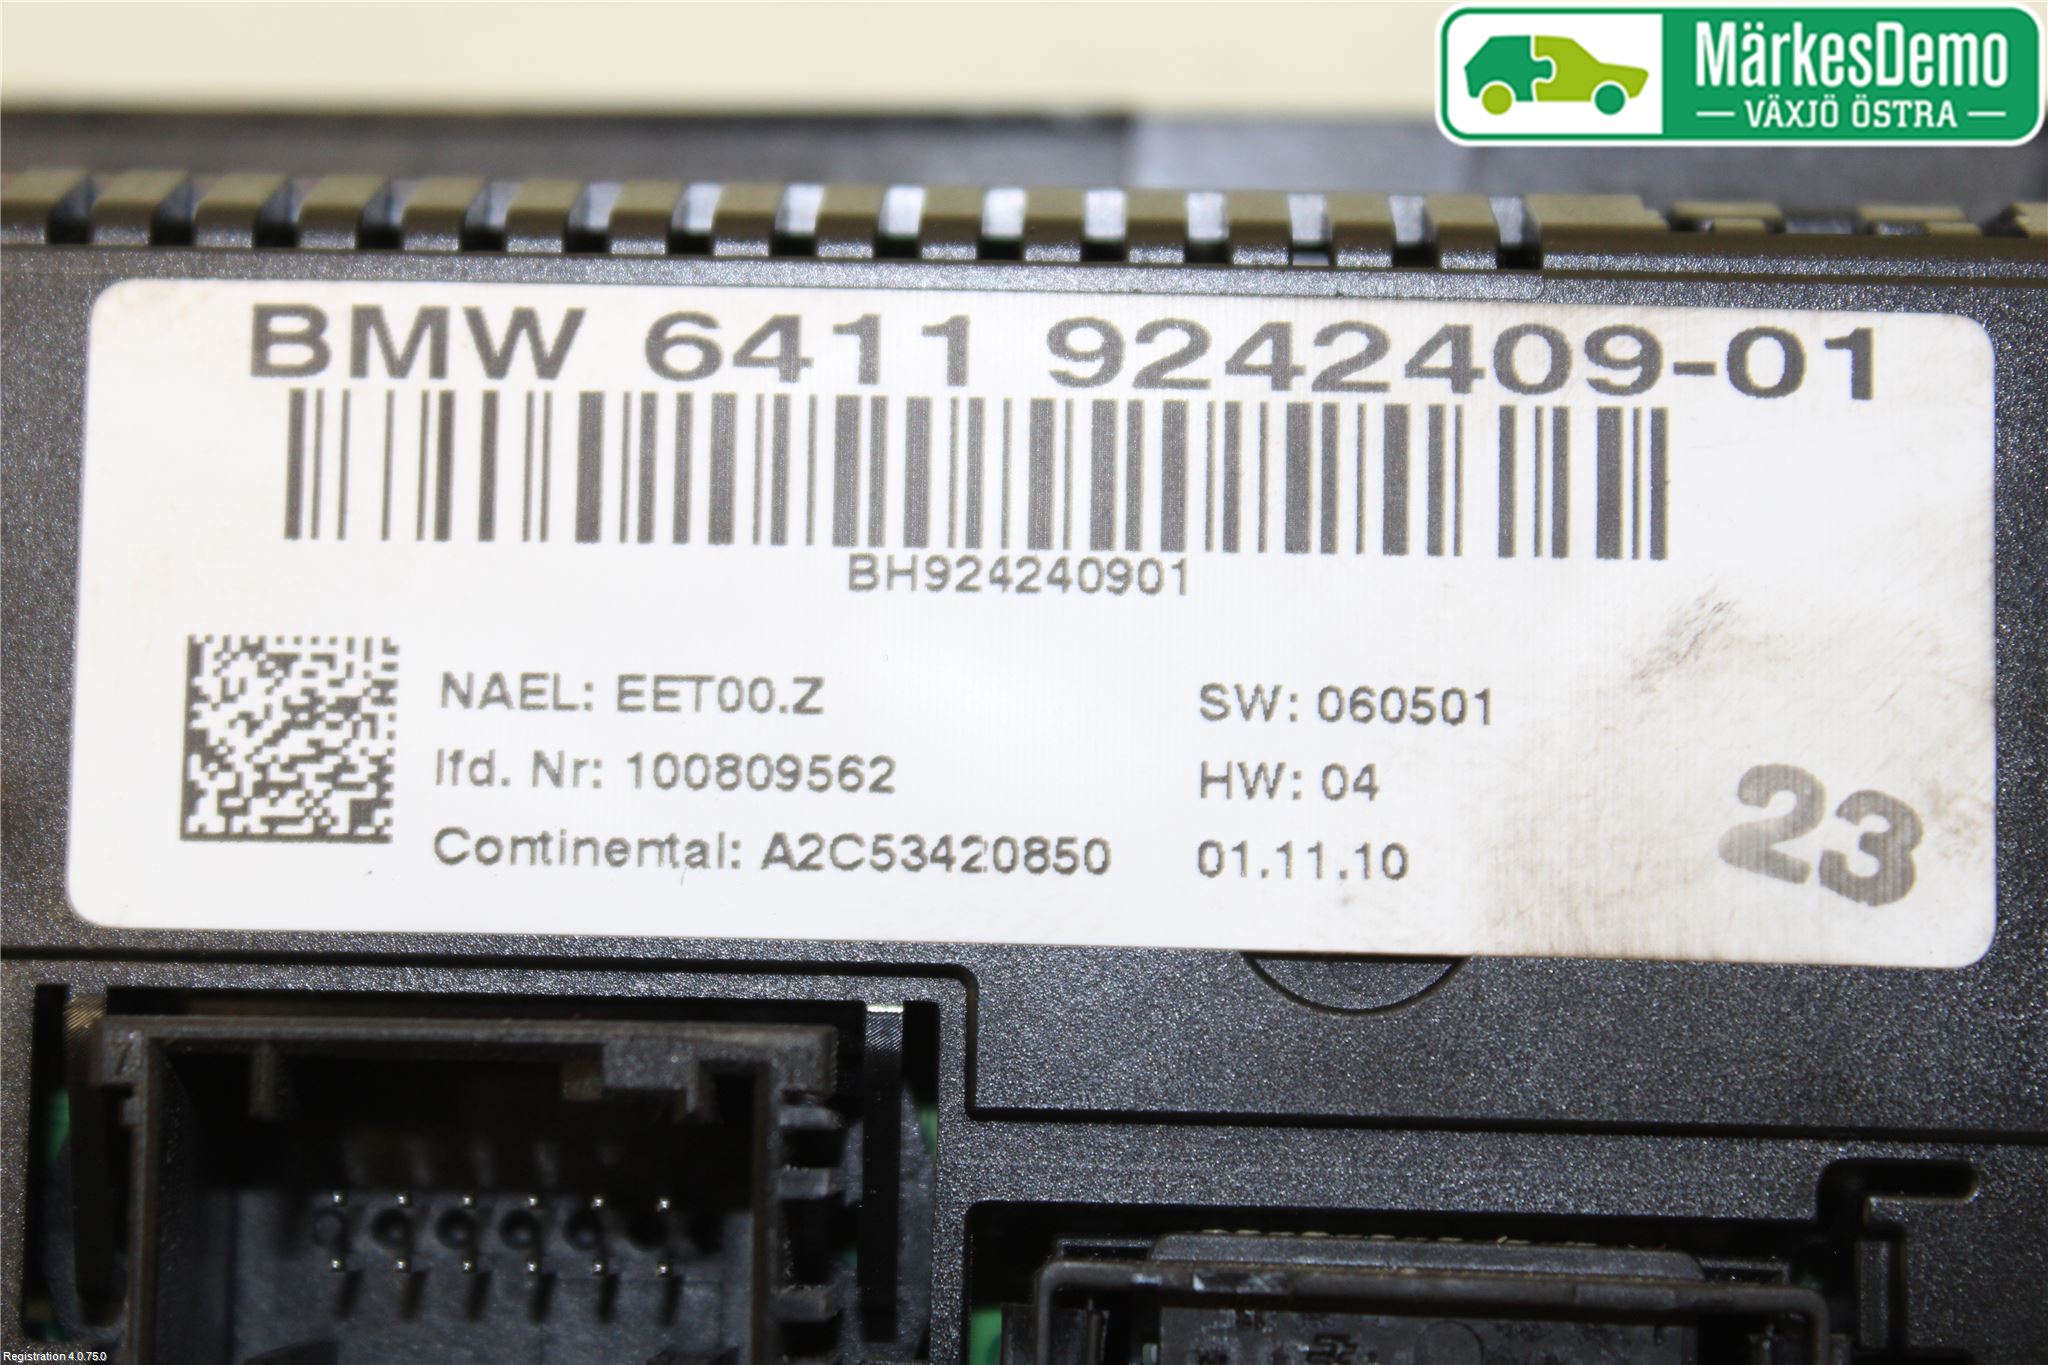 MärkesDemo
VÄXJÖ ÖSTRA
BMW 6411 9242409-01
BH924240901
NAEL: EET00.Z
SW: 060501
lfd. Nr: 100809562
HW: 04
Continental: A2C53420850
01.11.10
23
Registration 4.0.75.0